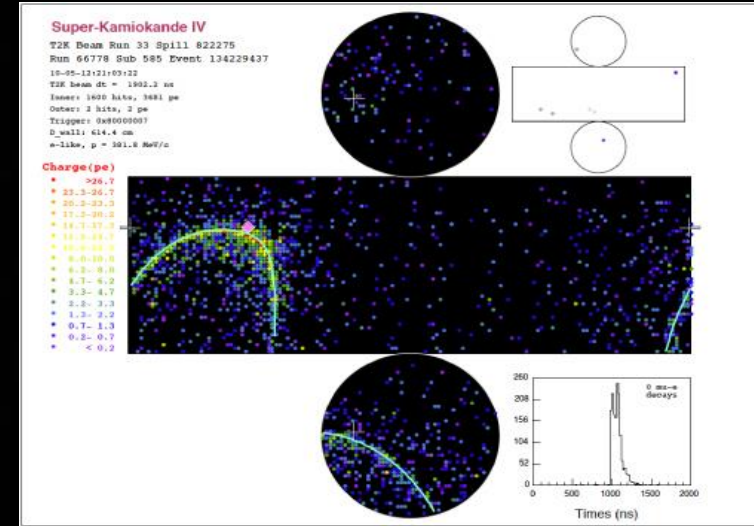 Super-Kamiokande IV
T2K Beam Run 33 Spill 822275
Run 66778 Sub 585 Event 134229437
10-05-12:21:03:22
T2K beam dt = 1902.2 ns
Inner: 1600 hits, 3681 pe
Outer: 2 hits, 2 pe
Trigger: 0x80000007
D_wall: 614.4 cm
e-like, p = 381.8 MeV/c
Charge(pe)
>26.7
23.3-26.7
20.2-23.3
17.3-20.2
14.7-17.3
8.0-10.0
6.2- 8.0
4.7- 6.2
3.3- 4.7
2.2- 3.3
1.3- 2.2
0.7- 1.3
0.2- 0.7
< 0.2
0 mu-e
decays
260
208
156
104
52
0
0 500 1000 1500 2000
Times (ns)